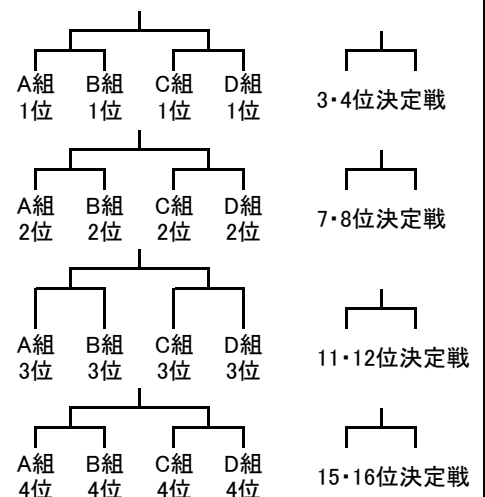 A組 B組 C組 D組
1位 1位 1位 1位
3・4位決定戦
A組 B組 C組 D組
2位 2位 2位 2位
7・8位決定戦
A組 B組 C組 D組
3位 3位 3位 3位
11・12位決定戦
A組 B組 C組 D組
4位 4位 4位 4位
15・16位決定戦